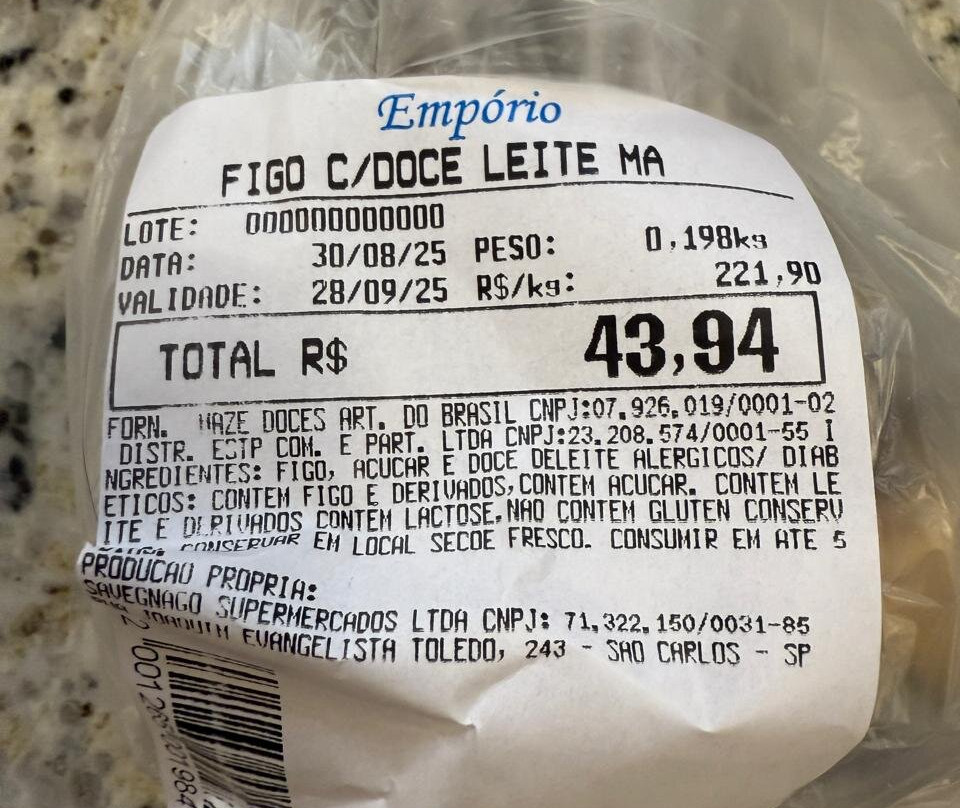 Empório
FIGO C/DOCE LEITE MA
LOTE: 000000000000
DATA: 30/08/25 PESO: 0,198kg
VALIDADE: 28/09/25 R$/kg: 221,90
TOTAL R$ 43,94
FORN. HAZE DOCES ART. DO BRASIL CNPJ:07.926.019/0001-02
DISTR. ESTP COM. E PART. LTDA CNPJ:23.208.574/0001-55 I
NGREDIENTES: FIGO, ACUCAR E DOCE DELEITE ALERGICOS/ DIAB
ETICOS: CONTEM FIGO E DERIVADOS,CONTEM ACUCAR. CONTEM LE
ITE E DERIVADOS CONTEM LACTOSE.NAO CONTEM GLUTEN CONSERV
CONSERVAR EM LOCAL SECOE FRESCO. CONSUMIR EM ATE 5
PRODUCAO PROPRIA:
SAVEGNAGO SUPERMERCADOS LTDA CNPJ: 71.322.150/0031-85
JOAQUIM EVANGELISTA TOLEDO, 243 - SAO CARLOS - SP